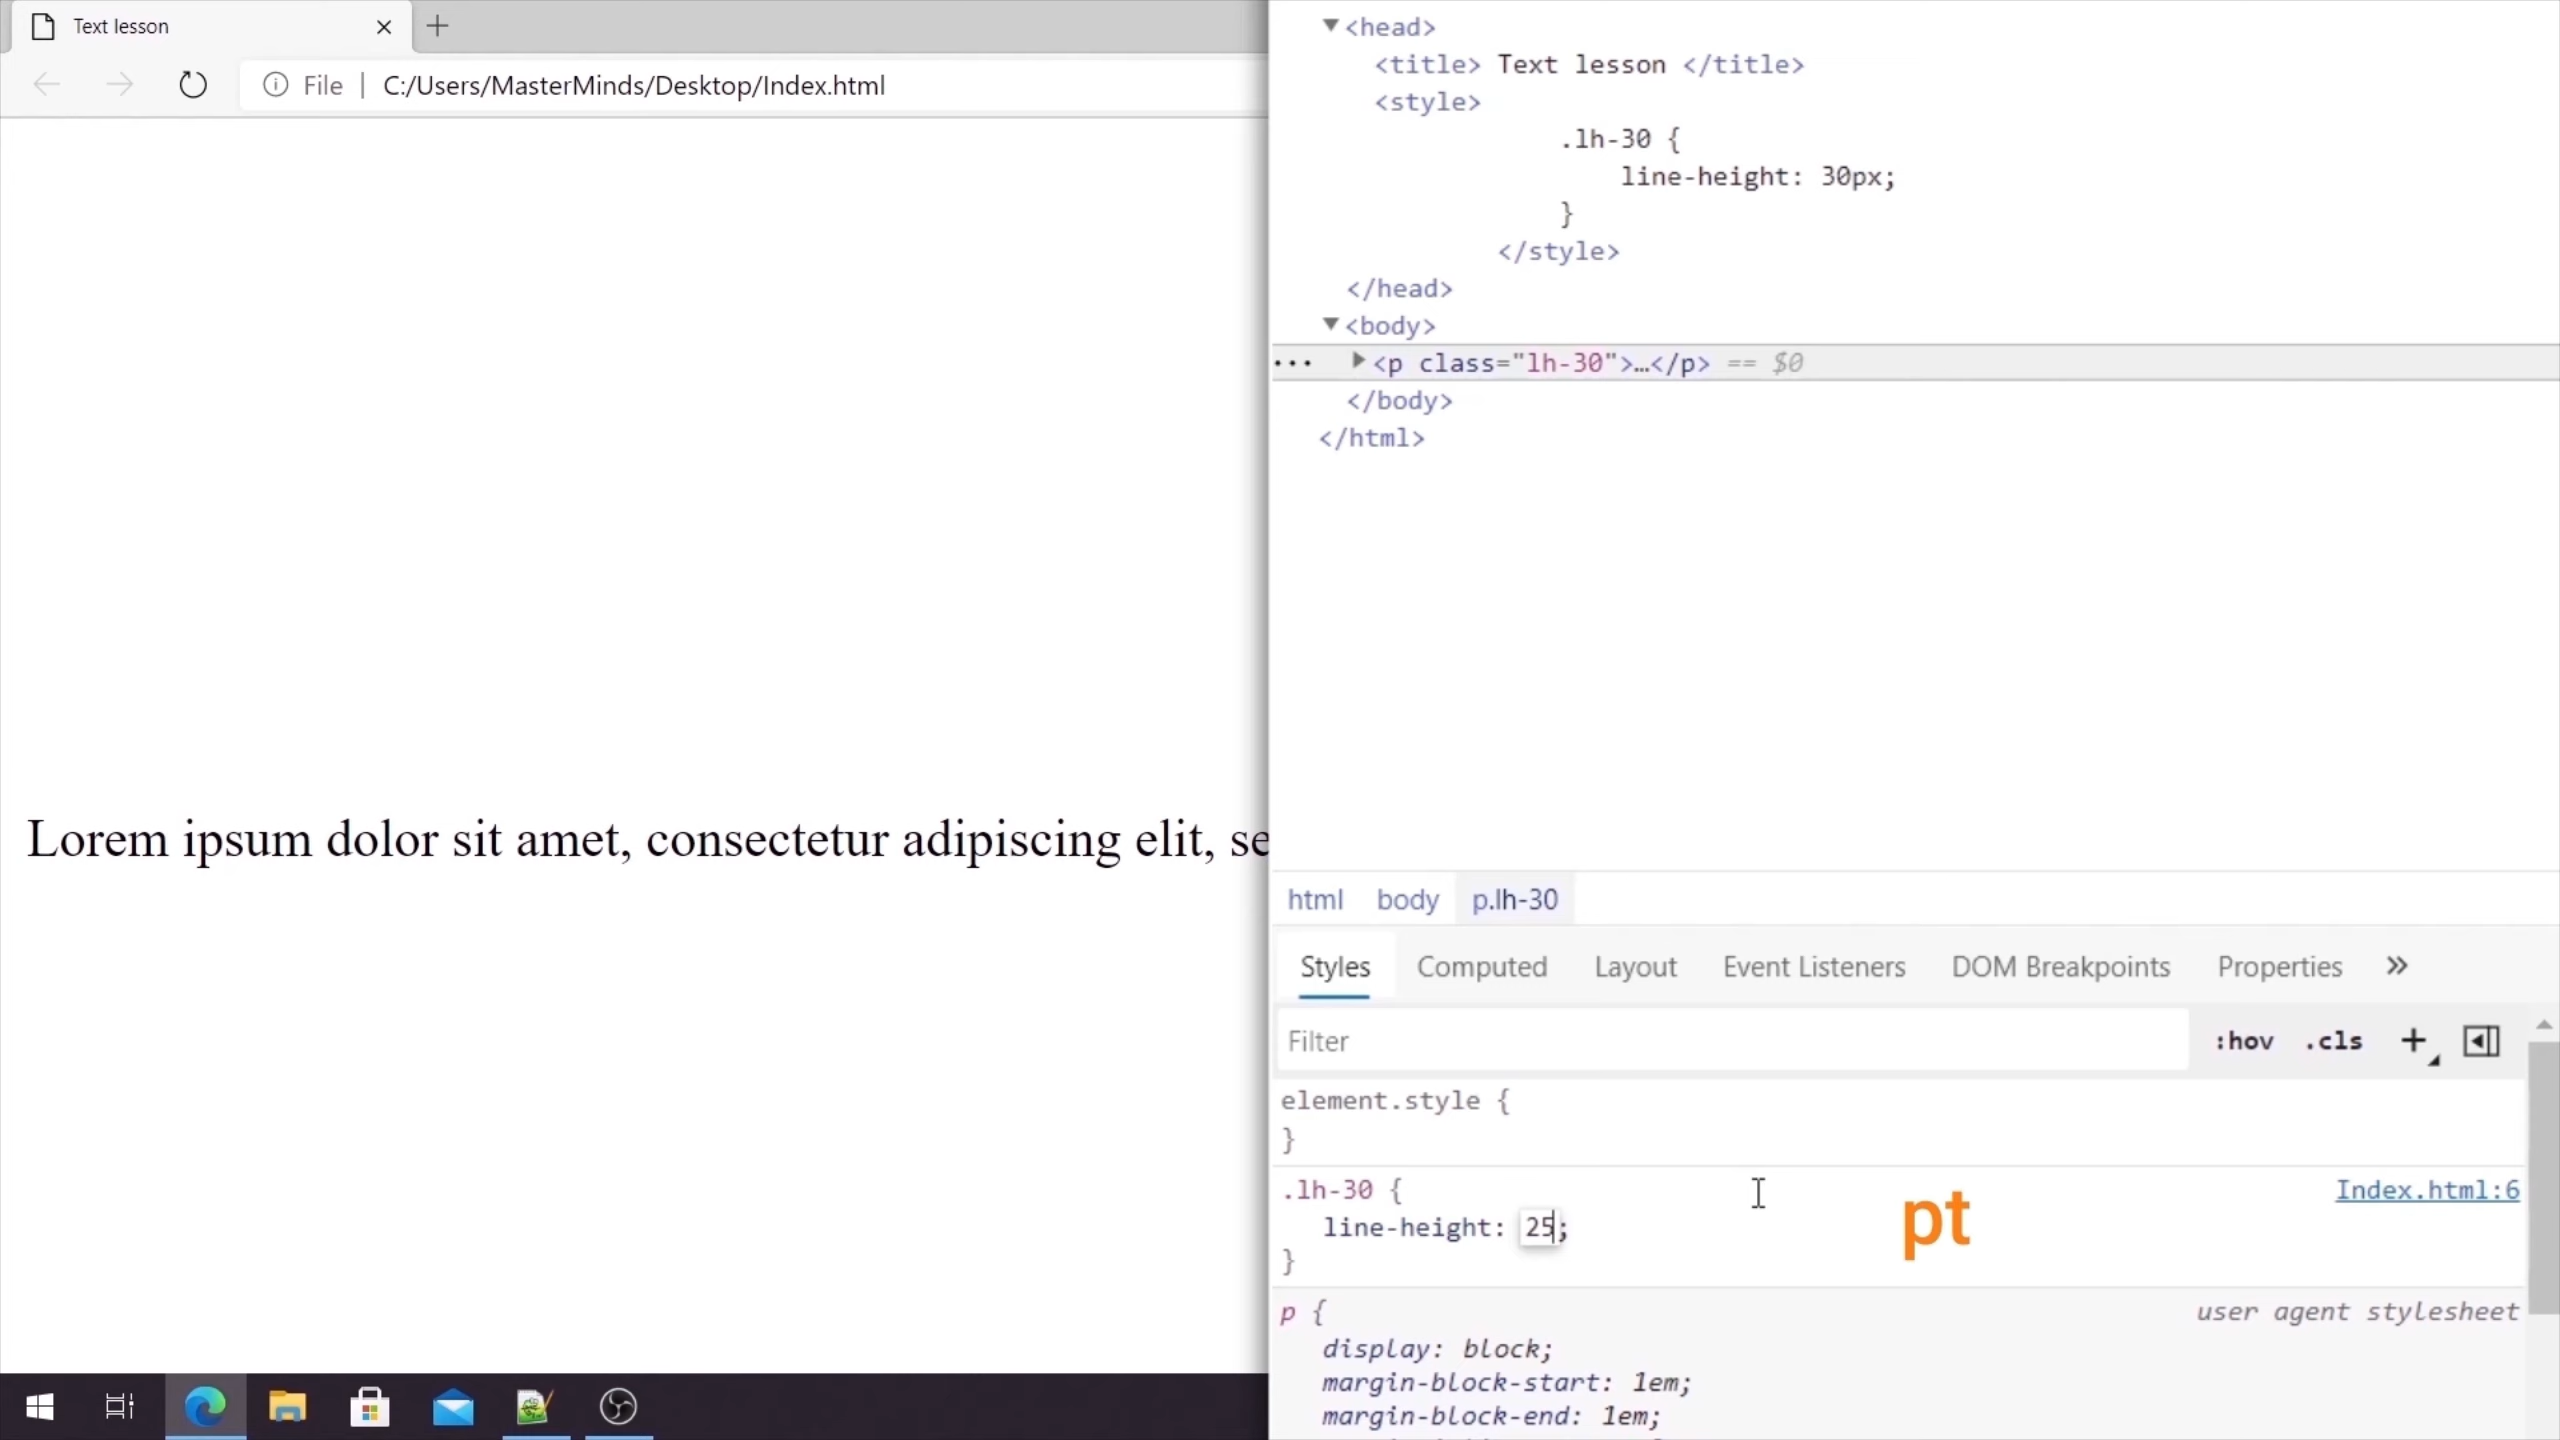 Text lesson
File | C:/Users/MasterMinds/Desktop/Index.html
Lorem ipsum dolor sit amet, consectetur adipiscing elit, se
<head>
<title> Text lesson </title>
<style>
.lh-30 {
line-height: 30px;
}
</style>
</head>
<body>
... <p class="lh-30">…</p> == $0
</body>
</html>
html body p.lh-30
Styles Computed Layout Event Listeners DOM Breakpoints Properties »
Filter :hov .cls +
element.style {
}
.lh-30 { Index.html:6
line-height: 25;
pt
}
p { user agent stylesheet
display: block;
margin-block-start: 1em;
margin-block-end: 1em;